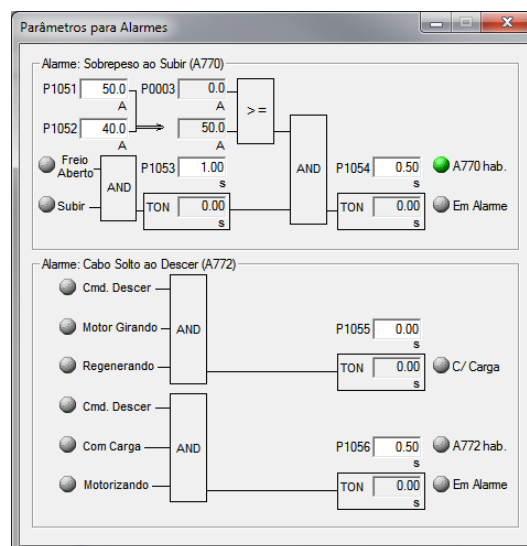 Parâmetros para Alarmes
Alarme: Sobrepeso ao Subir (A770)
P1051 50.0 P0003 0.0
A A >=
P1052 40.0 50.0
A A
Freio Aberto AND P1053 1.00 AND P1054 0.50 A770 hab.
s s
Subir TON 0.00 TON 0.00 Em Alarme
s s
Alarme: Cabo Solto ao Descer (A772)
Cmd. Descer
Motor Girando AND P1055 0.00
s
Regenerando TON 0.00 C/ Carga
s
Cmd. Descer
Com Carga AND P1056 0.50 A772 hab.
s
Motorizando TON 0.00 Em Alarme
s